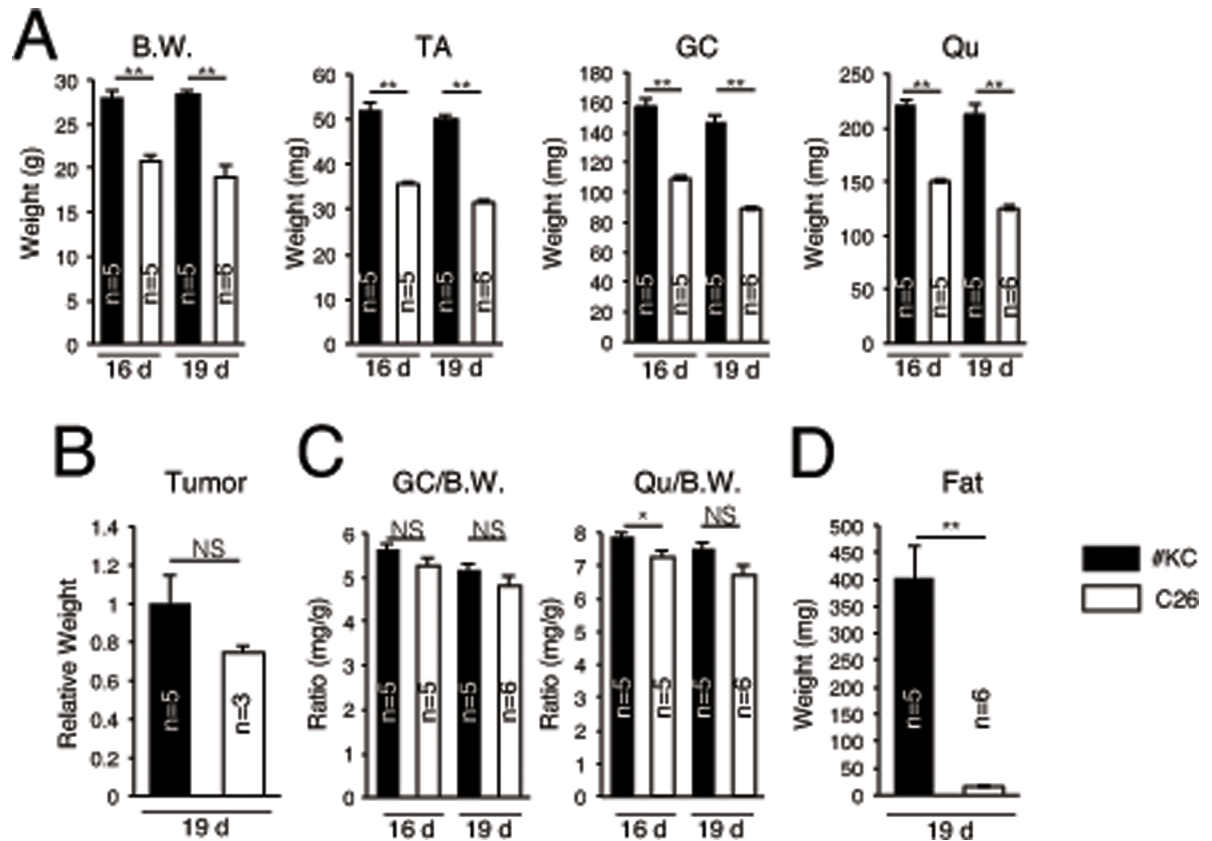 A
B.W.
Weight (g)
30
25
20
15
10
5
0
**
**
n=5
n=5
n=5
n=6
16 d
19 d
TA
Weight (mg)
60
50
40
30
20
10
0
**
**
n=5
n=5
n=5
n=6
16 d
19 d
GC
Weight (mg)
180
160
140
120
100
80
60
40
20
0
**
**
n=5
n=5
n=5
n=6
16 d
19 d
Qu
Weight (mg)
250
200
150
100
50
0
**
**
n=5
n=5
n=5
n=6
16 d
19 d
B
Tumor
Relative Weight
1.4
1.2
1
0.8
0.6
0.4
0.2
0
NS
n=5
n=3
19 d
C
GC/B.W.
Ratio (mg/g)
6
5
4
3
2
1
0
NS
NS
n=5
n=5
n=5
n=6
16 d
19 d
Qu/B.W.
Ratio (mg/g)
8
7
6
5
4
3
2
1
0
*
NS
n=5
n=5
n=5
n=6
16 d
19 d
D
Fat
Weight (mg)
500
450
400
350
300
250
200
150
100
50
0
**
n=5
n=6
19 d
#KC
C26